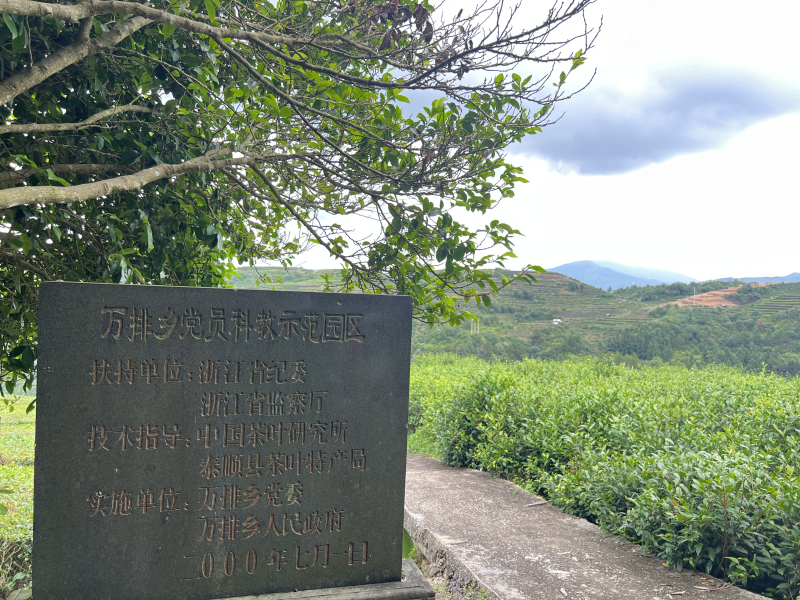 万排乡党员科教示范园区
扶持单位：浙江省纪委
浙江省监察厅
技术指导：中国茶叶研究所
泰顺县茶叶特产局
实施单位：万排乡党委
万排乡人民政府
二000年七月一日